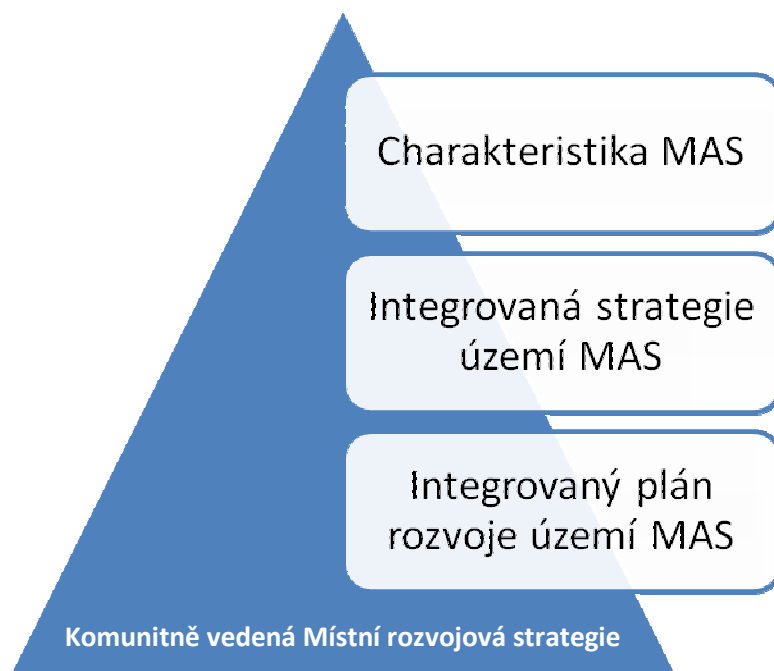 Charakteristika MAS
Integrovaná strategie
území MAS
Integrovaný plán
rozvoje území MAS
Komunitně vedená Místní rozvojová strategie